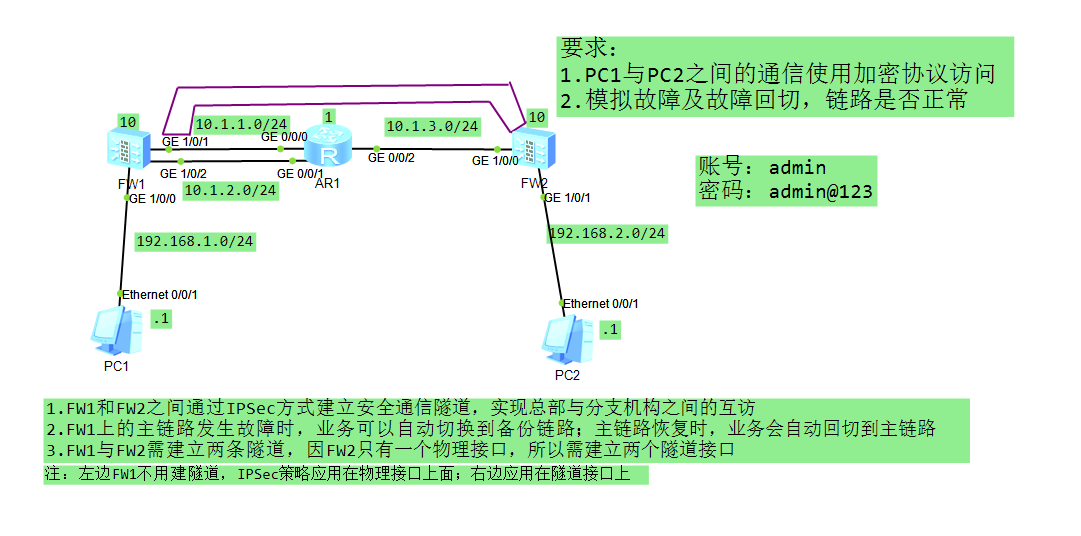 要求：
1.PC1与PC2之间的通信使用加密协议访问
2.模拟故障及故障回切，链路是否正常
10
10.1.1.0/24
1
10.1.3.0/24
10
GE 1/0/1
GE 0/0/0
GE 0/0/2
GE 1/0/0
GE 1/0/2
GE 0/0/1
FW1
AR1
FW2
10.1.2.0/24
GE 1/0/0
GE 1/0/1
账号：admin
密码：admin@123
192.168.1.0/24
192.168.2.0/24
Ethernet 0/0/1
Ethernet 0/0/1
.1
.1
PC1
PC2
1.FW1和FW2之间通过IPSec方式建立安全通信隧道，实现总部与分支机构之间的互访
2.FW1上的主链路发生故障时，业务可以自动切换到备份链路；主链路恢复时，业务会自动回切到主链路
3.FW1与FW2需建立两条隧道，因FW2只有一个物理接口，所以需建立两个隧道接口
注：左边FW1不用建隧道，IPSec策略应用在物理接口上面；右边应用在隧道接口上